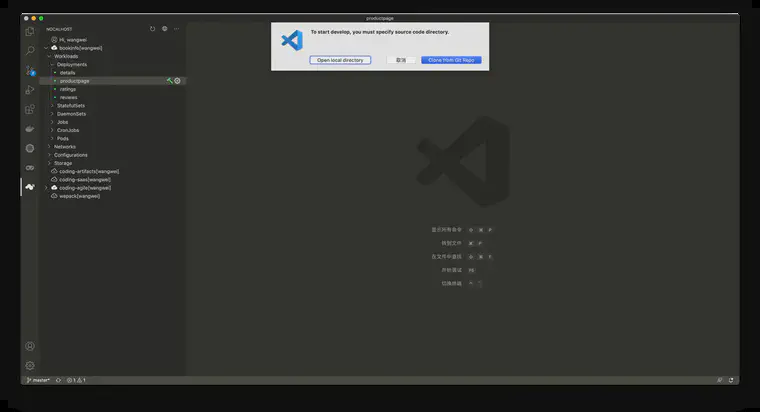 productpage
NOCALHOST
Hi, wangwei
bookinfo[wangwei]
Workloads
Deployments
details
productpage
ratings
reviews
StatefulSets
DaemonSets
Jobs
CronJobs
Pods
Networks
Configurations
Storage
coding-artifacts[wangwei]
coding-saas[wangwei]
coding-agile[wangwei]
wepack[wangwei]
To start develop, you must specify source code directory.
Open local directory
取消
Clone from Git Repo
显示所有命令 ⇧ ⌘ P
转到文件 ⌘ P
在文件中查找 ⇧ ⌘ F
开始调试 F5
切换终端 ⌃ `
master*
1 1